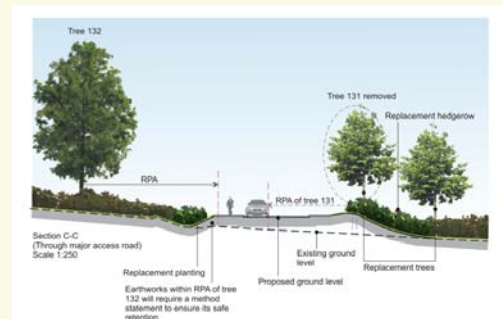 Tree 132
Tree 131 removed
Replacement hedgerow
RPA
RPA of tree 131
Section C-C
(Through major access road)
Scale 1:250
Existing ground
level
Replacement planting
Proposed ground level
Replacement trees
Earthworks within RPA of tree
132 will require a method
statement to ensure its safe
retention